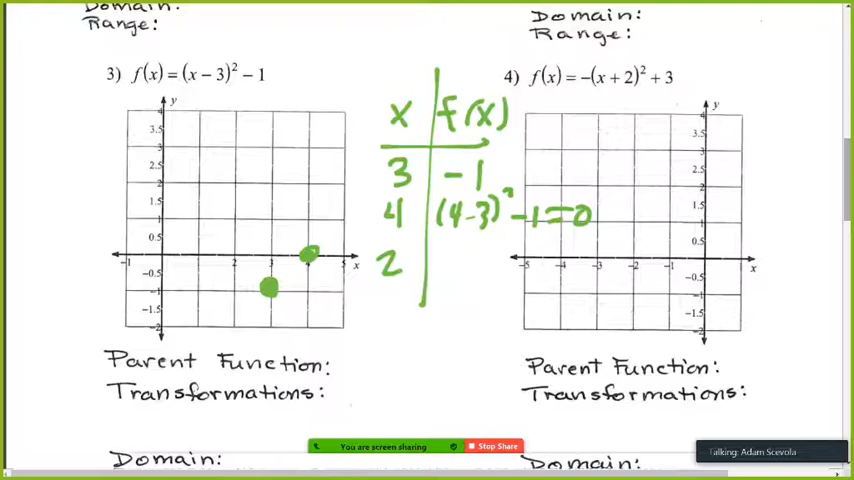 Domain:
Range:
Domain:
Range:
3) f(x) = (x − 3)² − 1
4) f(x) = −(x + 2)² + 3
x f(x)
3 −1
4 (4−3)² −1=0
2
y
4
3.5
3
2.5
2
1.5
1
0.5
−1 2 3 4 5 x
−0.5
−1
−1.5
−2
y
4
3.5
3
2.5
2
1.5
1
0.5
−5 −4 −3 −2 −1 x
−0.5
−1
−1.5
−2
Parent Function:
Transformations:
Parent Function:
Transformations:
You are screen sharing Stop Share
Talking: Adam Scevola
Domain:
Domain: